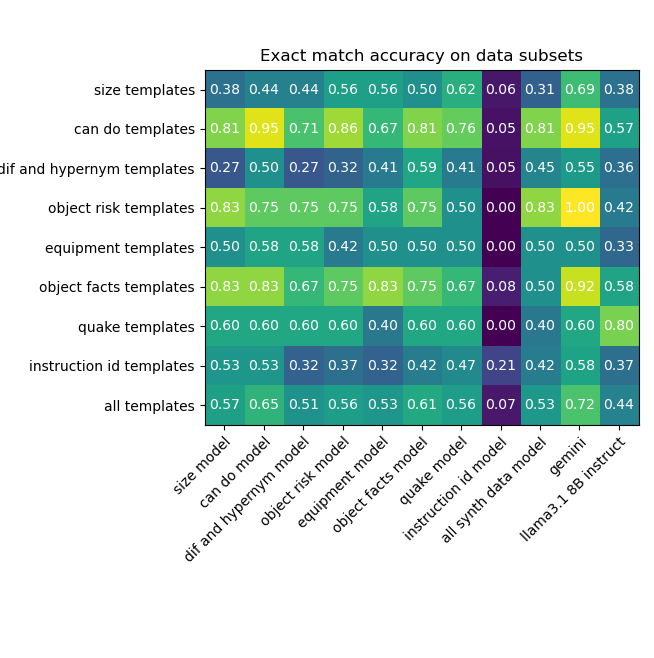 Exact match accuracy on data subsets
size templates 0.38 0.44 0.44 0.56 0.56 0.50 0.62 0.06 0.31 0.69 0.38
can do templates 0.81 0.95 0.71 0.86 0.67 0.81 0.76 0.05 0.81 0.95 0.57
dif and hypernym templates 0.27 0.50 0.27 0.32 0.41 0.59 0.41 0.05 0.45 0.55 0.36
object risk templates 0.83 0.75 0.75 0.75 0.58 0.75 0.50 0.00 0.83 1.00 0.42
equipment templates 0.50 0.58 0.58 0.42 0.50 0.50 0.50 0.00 0.50 0.50 0.33
object facts templates 0.83 0.83 0.67 0.75 0.83 0.75 0.67 0.08 0.50 0.92 0.58
quake templates 0.60 0.60 0.60 0.60 0.40 0.60 0.60 0.00 0.40 0.60 0.80
instruction id templates 0.53 0.53 0.32 0.37 0.32 0.42 0.47 0.21 0.42 0.58 0.37
all templates 0.57 0.65 0.51 0.56 0.53 0.61 0.56 0.07 0.53 0.72 0.44
size model
can do model
dif and hypernym model
object risk model
equipment model
object facts model
quake model
instruction id model
all synth data model
gemini
llama3.1 8B instruct